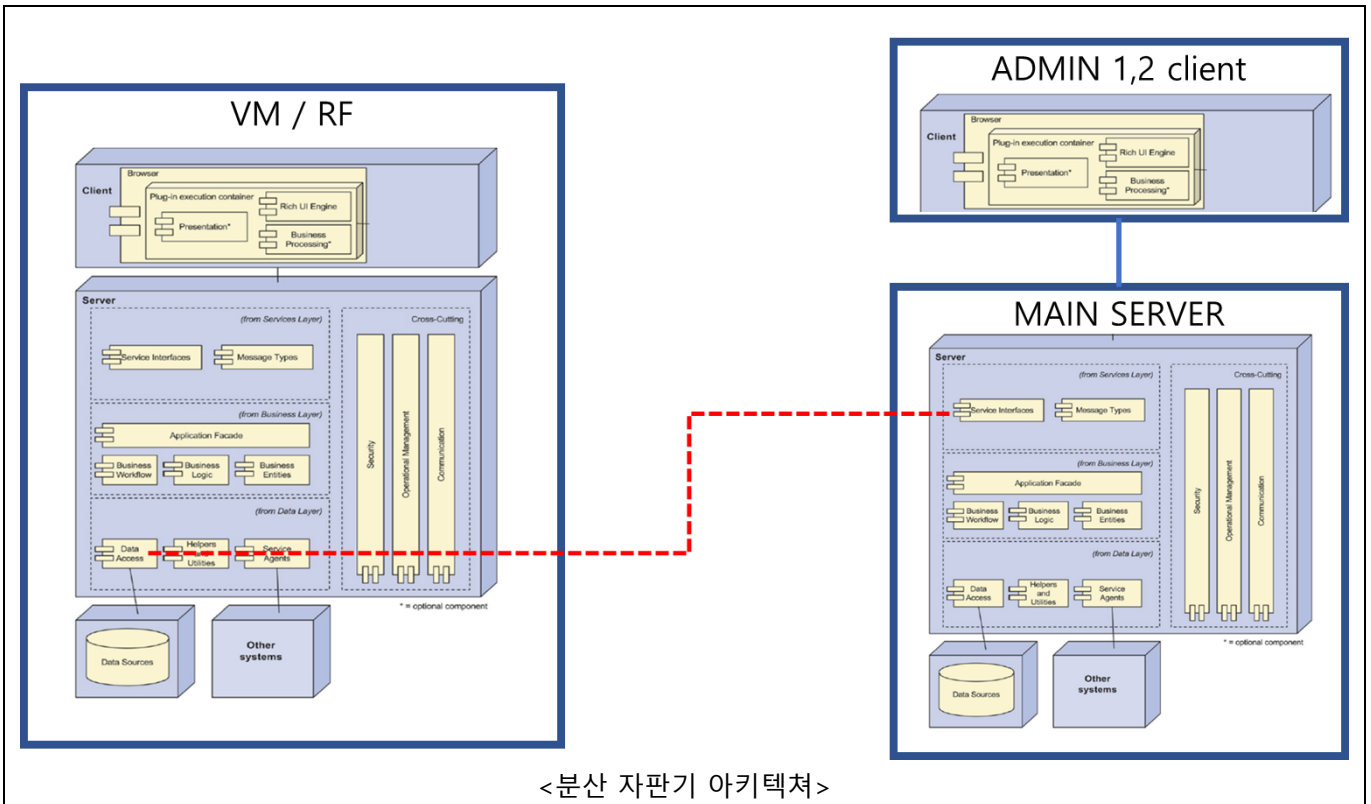 VM / RF
Client
Browser
Plug-in execution container
Presentation*
Rich UI Engine
Business
Processing*
Server
(from Services Layer)
Service Interfaces
Message Types
(from Business Layer)
Application Facade
Business
Workflow
Business
Logic
Business
Entities
(from Data Layer)
Data
Access
Helpers
and
Utilities
Service
Agents
Cross-Cutting
Security
Operational Management
Communication
* = optional component
Data Sources
Other
systems
ADMIN 1,2 client
Client
Browser
Plug-in execution container
Presentation*
Rich UI Engine
Business
Processing*
MAIN SERVER
Server
(from Services Layer)
Service Interfaces
Message Types
(from Business Layer)
Application Facade
Business
Workflow
Business
Logic
Business
Entities
(from Data Layer)
Data
Access
Helpers
and
Utilities
Service
Agents
Cross-Cutting
Security
Operational Management
Communication
* = optional component
Data Sources
Other
systems
<분산 자판기 아키텍쳐>